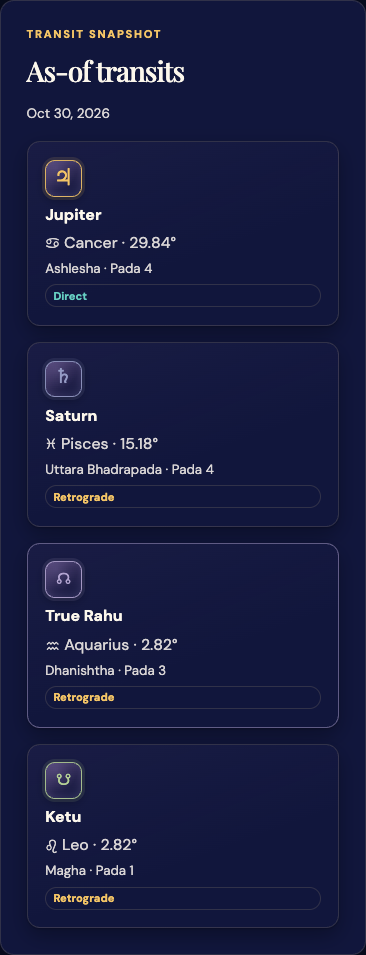 TRANSIT SNAPSHOT
As-of transits
Oct 30, 2026
♃
Jupiter
♋ Cancer · 29.84°
Ashlesha · Pada 4
Direct
♄
Saturn
♓ Pisces · 15.18°
Uttara Bhadrapada · Pada 4
Retrograde
☊
True Rahu
♒ Aquarius · 2.82°
Dhanishtha · Pada 3
Retrograde
☋
Ketu
♌ Leo · 2.82°
Magha · Pada 1
Retrograde